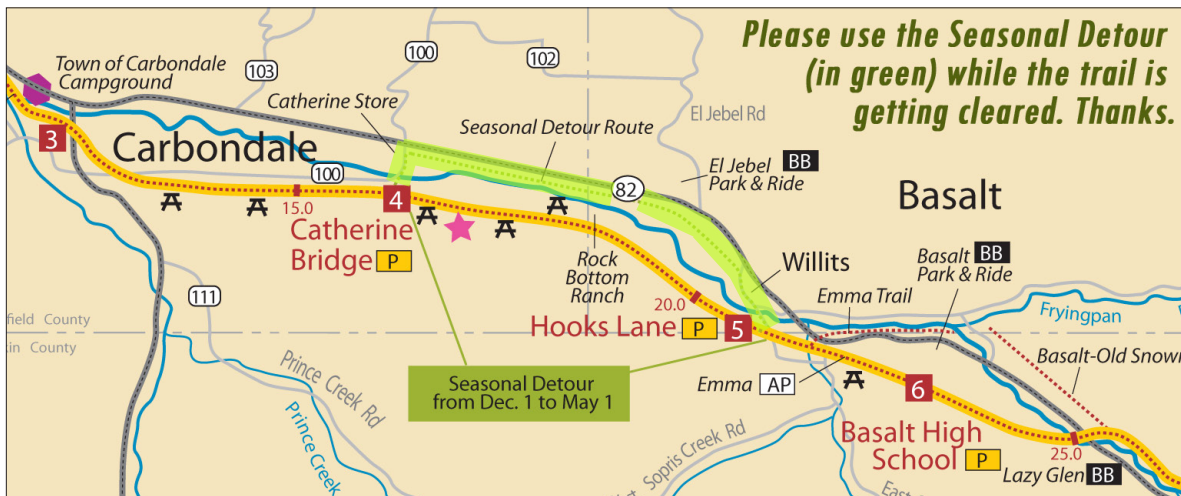 Please use the Seasonal Detour
(in green) while the trail is
getting cleared. Thanks.
100
102
103
Town of Carbondale
Campground
Catherine Store
El Jebel Rd
Seasonal Detour Route
3
Carbondale
El Jebel
Park & Ride
BB
100
82
Basalt
4
15.0
Catherine
Bridge
P
Rock
Bottom
Ranch
Willits
Basalt
Park & Ride
BB
Emma Trail
111
20.0
Fryingpan
Hooks Lane
P
5
field County
kin County
Basalt-Old Snown
Prince Creek Rd
Seasonal Detour
from Dec. 1 to May 1
Emma
AP
6
Prince Creek
Basalt High
School
P
25.0
Sopris Creek Rd
Lazy Glen
BB